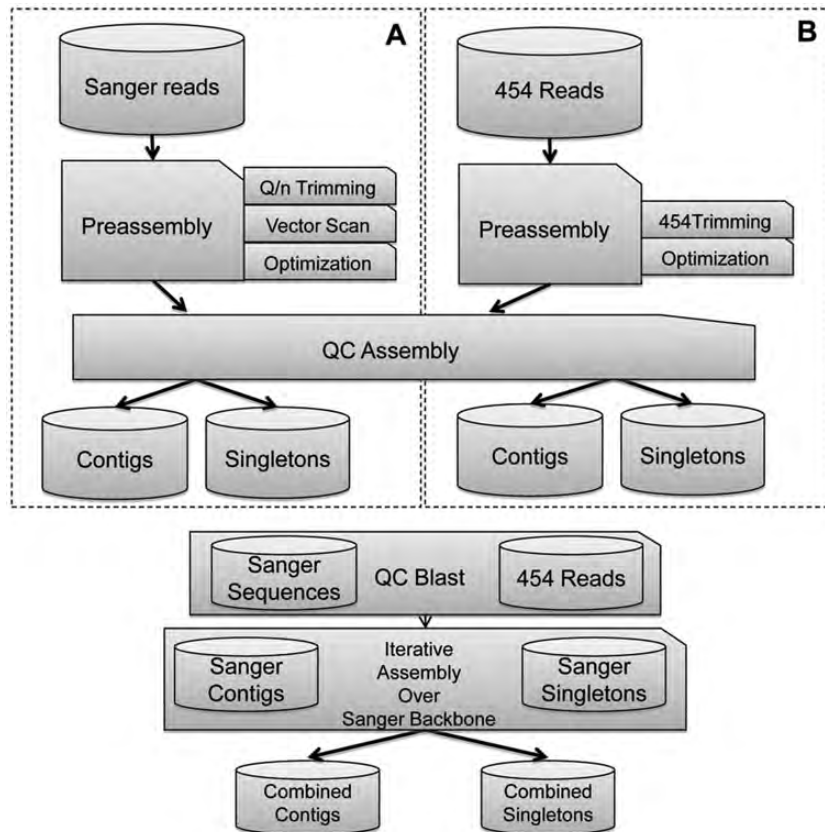 A
B
Sanger reads
454 Reads
Preassembly
Q/n Trimming
Vector Scan
Optimization
Preassembly
454Trimming
Optimization
QC Assembly
Contigs
Singletons
Contigs
Singletons
Sanger
Sequences
QC Blast
454 Reads
Sanger
Contigs
Iterative
Assembly
Over
Sanger Backbone
Sanger
Singletons
Combined
Contigs
Combined
Singletons